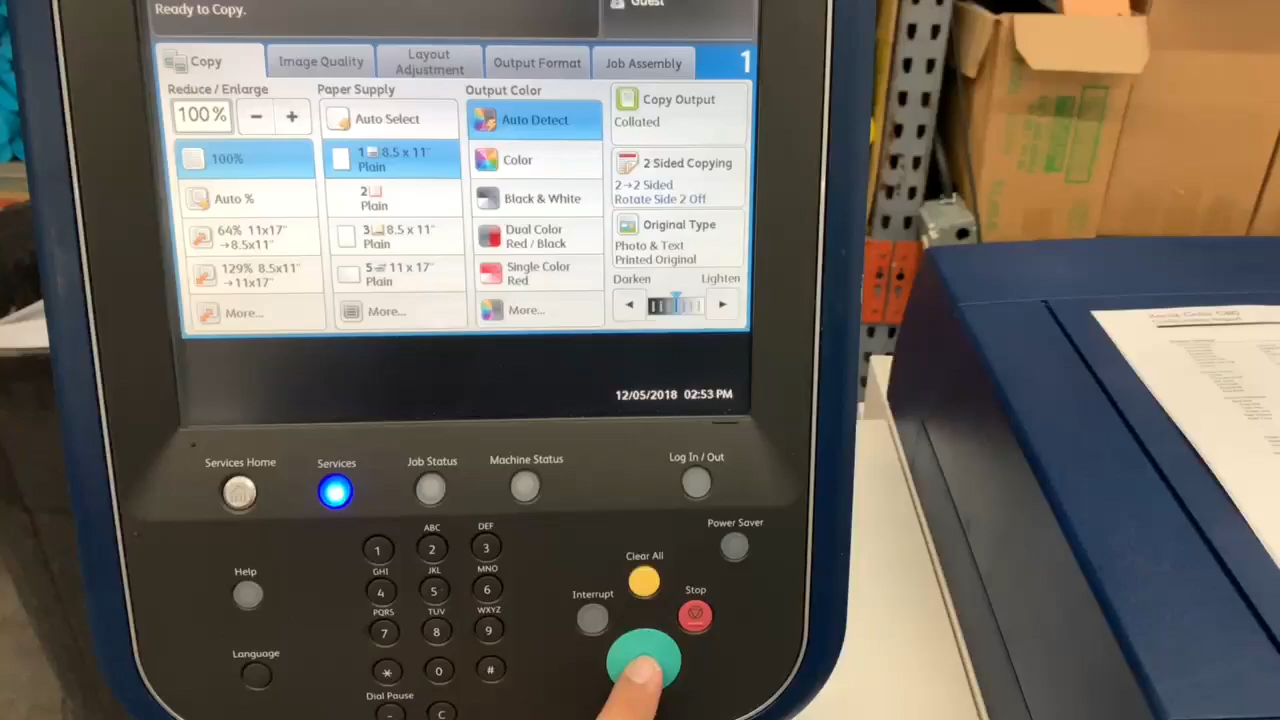 Ready to Copy.
Guest
Copy
Image Quality
Layout
Adjustment
Output Format
Job Assembly
1
Reduce / Enlarge
100%
− +
100%
Auto %
64% 11x17"
→8.5x11"
129% 8.5x11"
→11x17"
More...
Paper Supply
Auto Select
1 8.5 x 11"
Plain
2
Plain
3 8.5 x 11"
Plain
5 11 x 17"
Plain
More...
Output Color
Auto Detect
Color
Black & White
Dual Color
Red / Black
Single Color
Red
More...
Copy Output
Collated
2 Sided Copying
2→2 Sided
Rotate Side 2 Off
Original Type
Photo & Text
Printed Original
Darken Lighten
12/05/2018 02:53 PM
Services Home
Services
Job Status
Machine Status
Log In / Out
Power Saver
Help
Language
1
ABC
2
DEF
3
GHI
4
JKL
5
MNO
6
PQRS
7
TUV
8
WXYZ
9
*
0
#
Dial Pause
-
C
Clear All
Interrupt
Stop